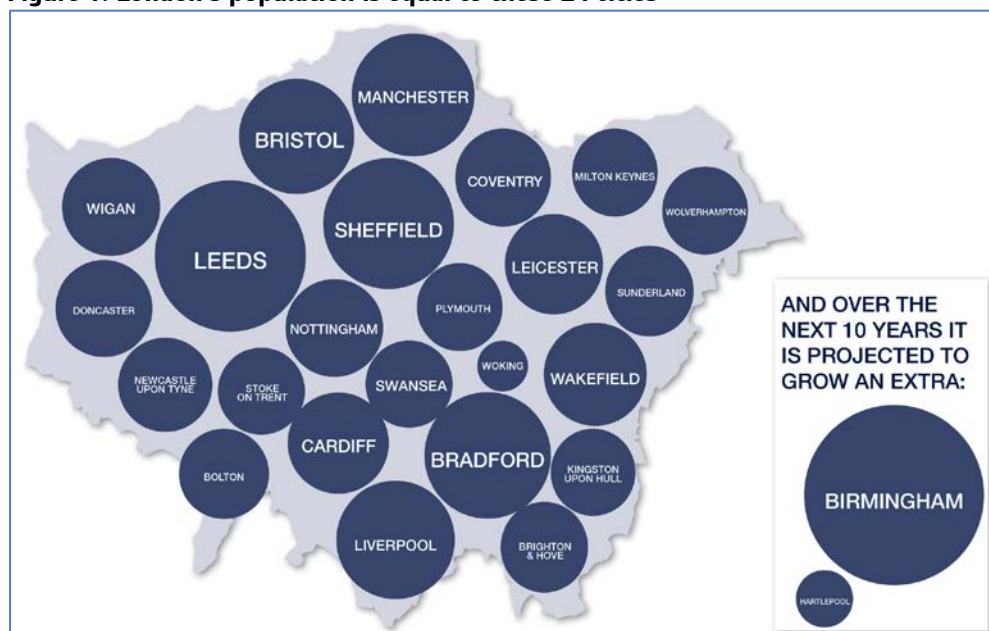 MANCHESTER
BRISTOL
COVENTRY
MILTON KEYNES
WIGAN
WOLVERHAMPTON
SHEFFIELD
LEEDS
LEICESTER
SUNDERLAND
DONCASTER
PLYMOUTH
NOTTINGHAM
WOKING
NEWCASTLE
UPON TYNE
STOKE
ON TRENT
SWANSEA
WAKEFIELD
CARDIFF
BRADFORD
BOLTON
KINGSTON
UPON HULL
LIVERPOOL
BRIGHTON
& HOVE
AND OVER THE
NEXT 10 YEARS IT
IS PROJECTED TO
GROW AN EXTRA:
BIRMINGHAM
HARTLEPOOL